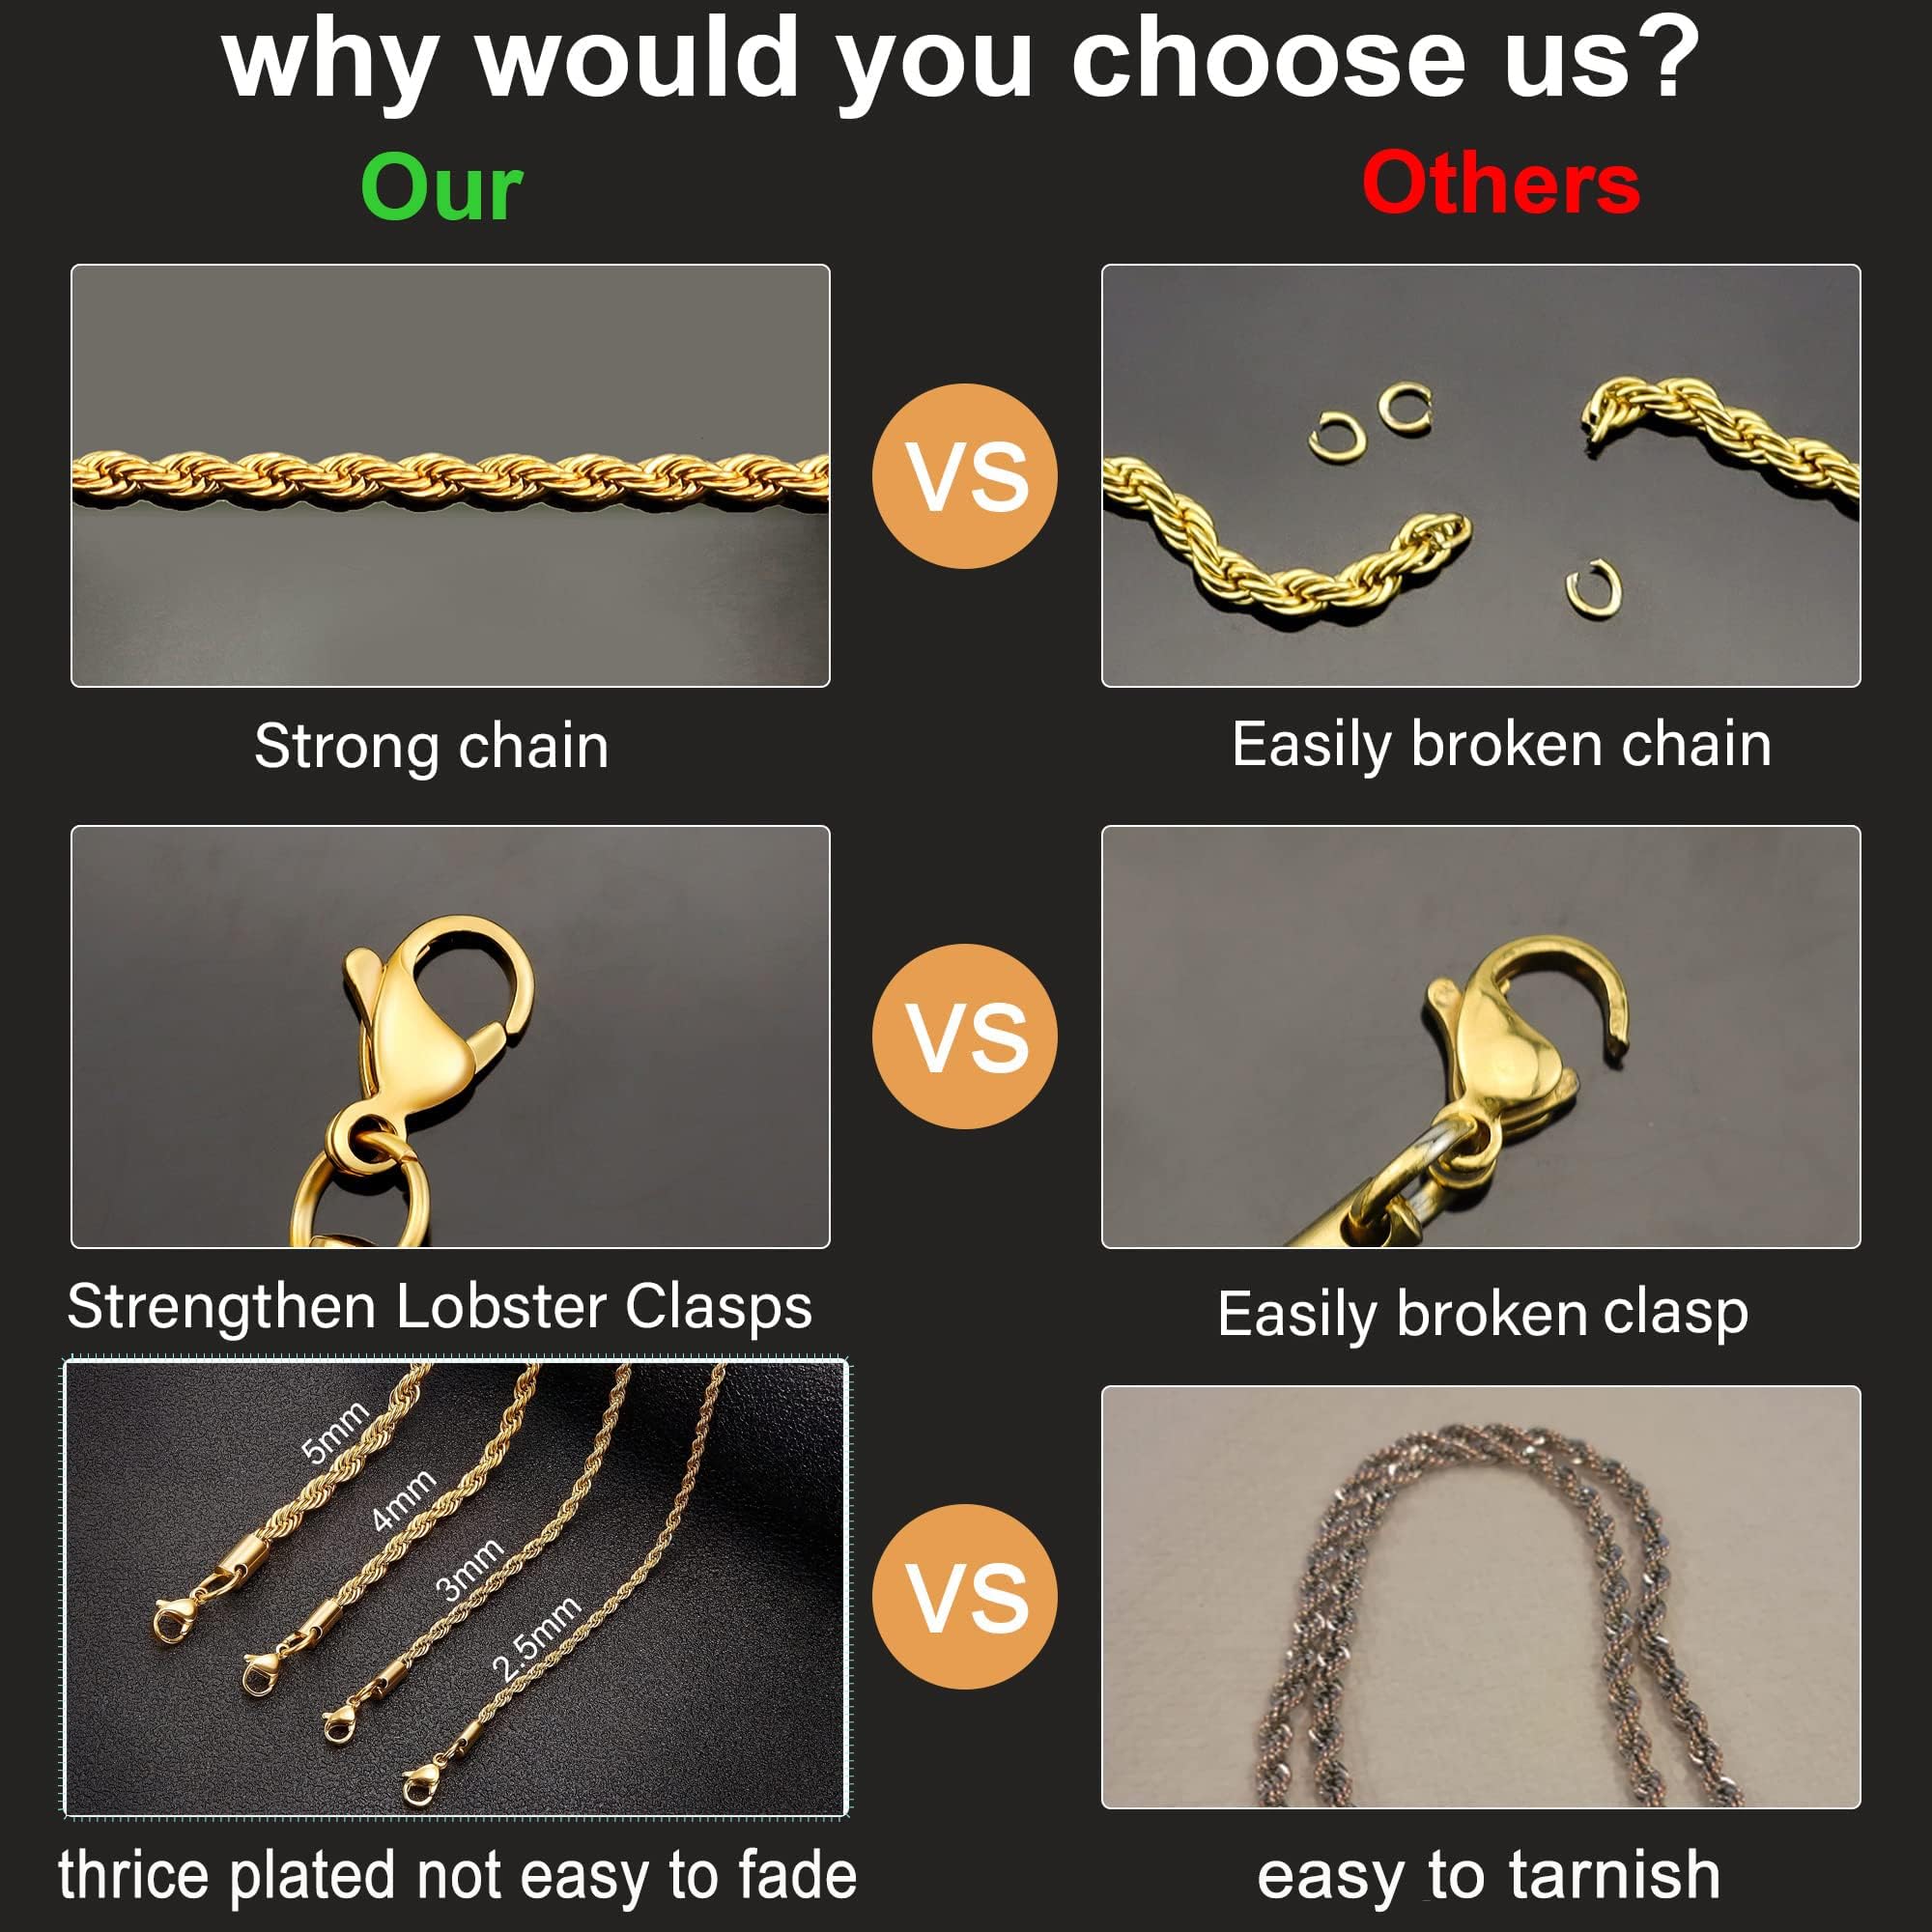 why would you choose us?
Our
Others
VS
Strong chain
Easily broken chain
VS
Strengthen Lobster Clasps
Easily broken clasp
5mm
4mm
3mm
2.5mm
VS
thrice plated not easy to fade
easy to tarnish